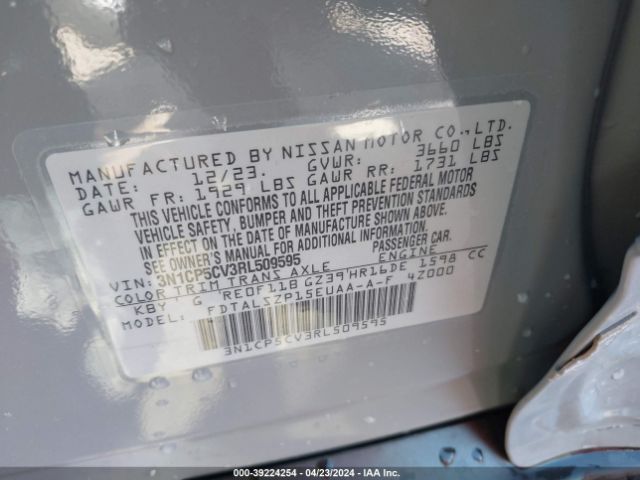 MANUFACTURED BY NISSAN MOTOR CO.,LTD.
DATE: 12/23. GVWR: 3660 LBS
GAWR FR: 1929 LBS GAWR RR: 1731 LBS
THIS VEHICLE CONFORMS TO ALL APPLICABLE FEDERAL MOTOR
VEHICLE SAFETY, BUMPER AND THEFT PREVENTION STANDARDS
IN EFFECT ON THE DATE OF MANUFACTURE SHOWN ABOVE.
SEE OWNER'S MANUAL FOR ADDITIONAL INFORMATION.
VIN: 3N1CP5CV3RL509595 PASSENGER CAR.
COLOR TRIM TRANS AXLE ENGINE
KBY G RE0F11B GZ39 HR16DE 1598 CC
MODEL: FDTALSZP15EUAA-A-F 4Z000
3N1CP5CV3RL509595
000-39224254 - 04/23/2024 - IAA Inc.